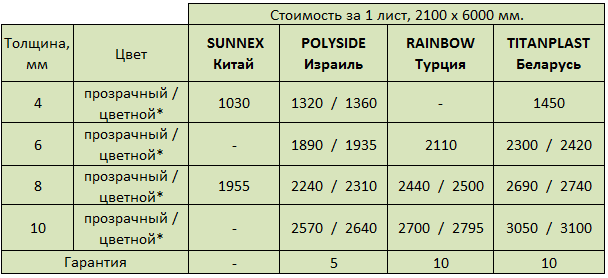 Стоимость за 1 лист, 2100 x 6000 мм.
Толщина, мм Цвет SUNNEX Китай POLYSIDE Израиль RAINBOW Турция TITANPLAST Беларусь
4 прозрачный / цветной* 1030 1320 / 1360 - 1450
6 прозрачный / цветной* - 1890 / 1935 2110 2300 / 2420
8 прозрачный / цветной* 1955 2240 / 2310 2440 / 2500 2690 / 2740
10 прозрачный / цветной* - 2570 / 2640 2700 / 2795 3050 / 3100
Гарантия - 5 10 10